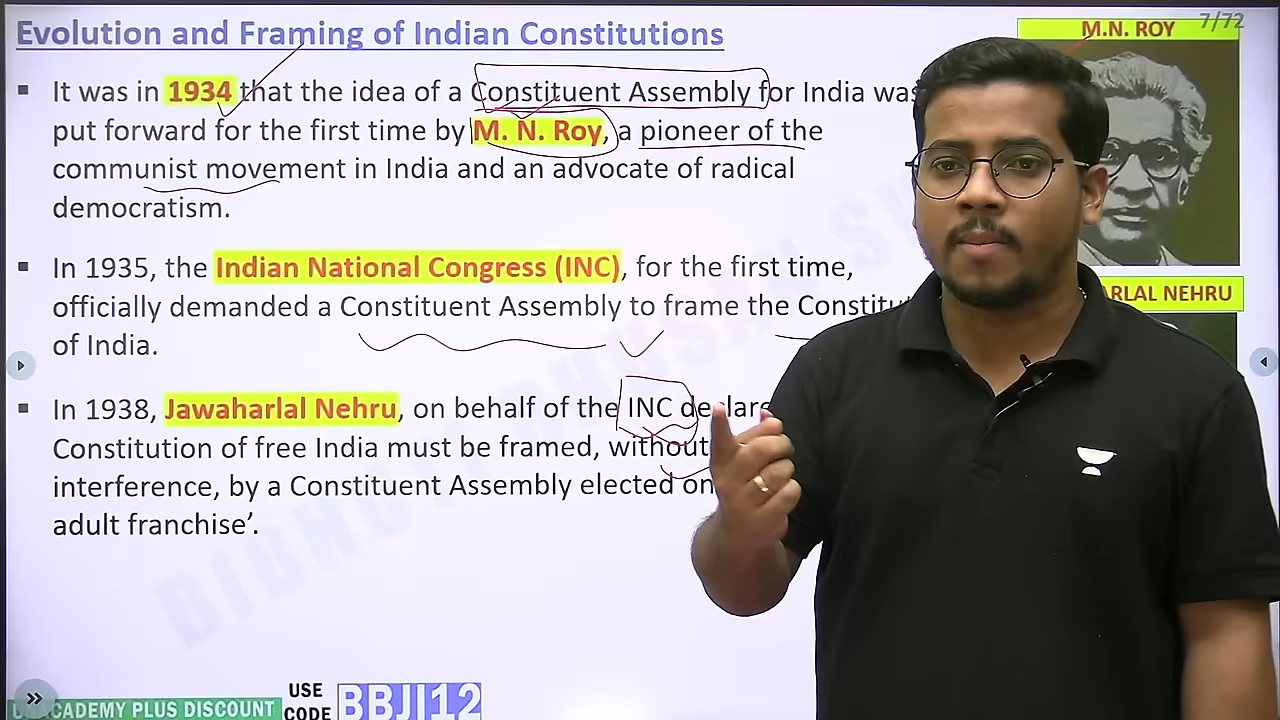 Evolution and Framing of Indian Constitutions
7/72
M.N. ROY
It was in 1934 that the idea of a Constituent Assembly for India was
put forward for the first time by M. N. Roy, a pioneer of the
communist movement in India and an advocate of radical
democratism.
In 1935, the Indian National Congress (INC), for the first time,
officially demanded a Constituent Assembly to frame the
of India.
NEHRU
In 1938, Jawaharlal Nehru, on behalf of the INC
Constitution of free India must be framed, without
interference, by a Constituent Assembly elected on
adult franchise’.
PLUS DISCOUNT
USE
CODE
BBJI12